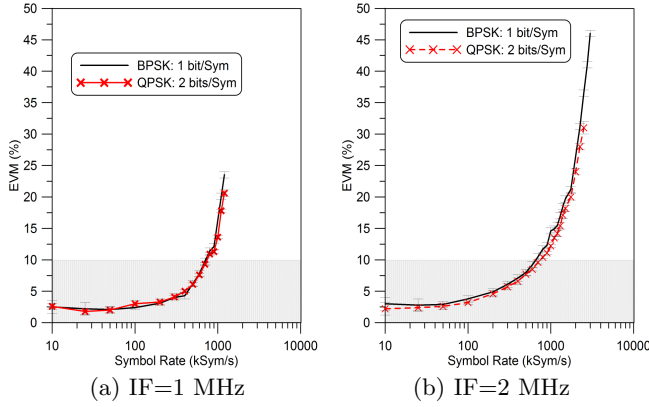 50
45
40
35
30
25
20
15
10
5
0
EVM (%)
BPSK: 1 bit/Sym
QPSK: 2 bits/Sym
10 100 1000 10000
Symbol Rate (kSym/s)
(a) IF=1 MHz
50
45
40
35
30
25
20
15
10
5
0
EVM (%)
BPSK: 1 bit/Sym
QPSK: 2 bits/Sym
10 100 1000 10000
Symbol Rate (kSym/s)
(b) IF=2 MHz